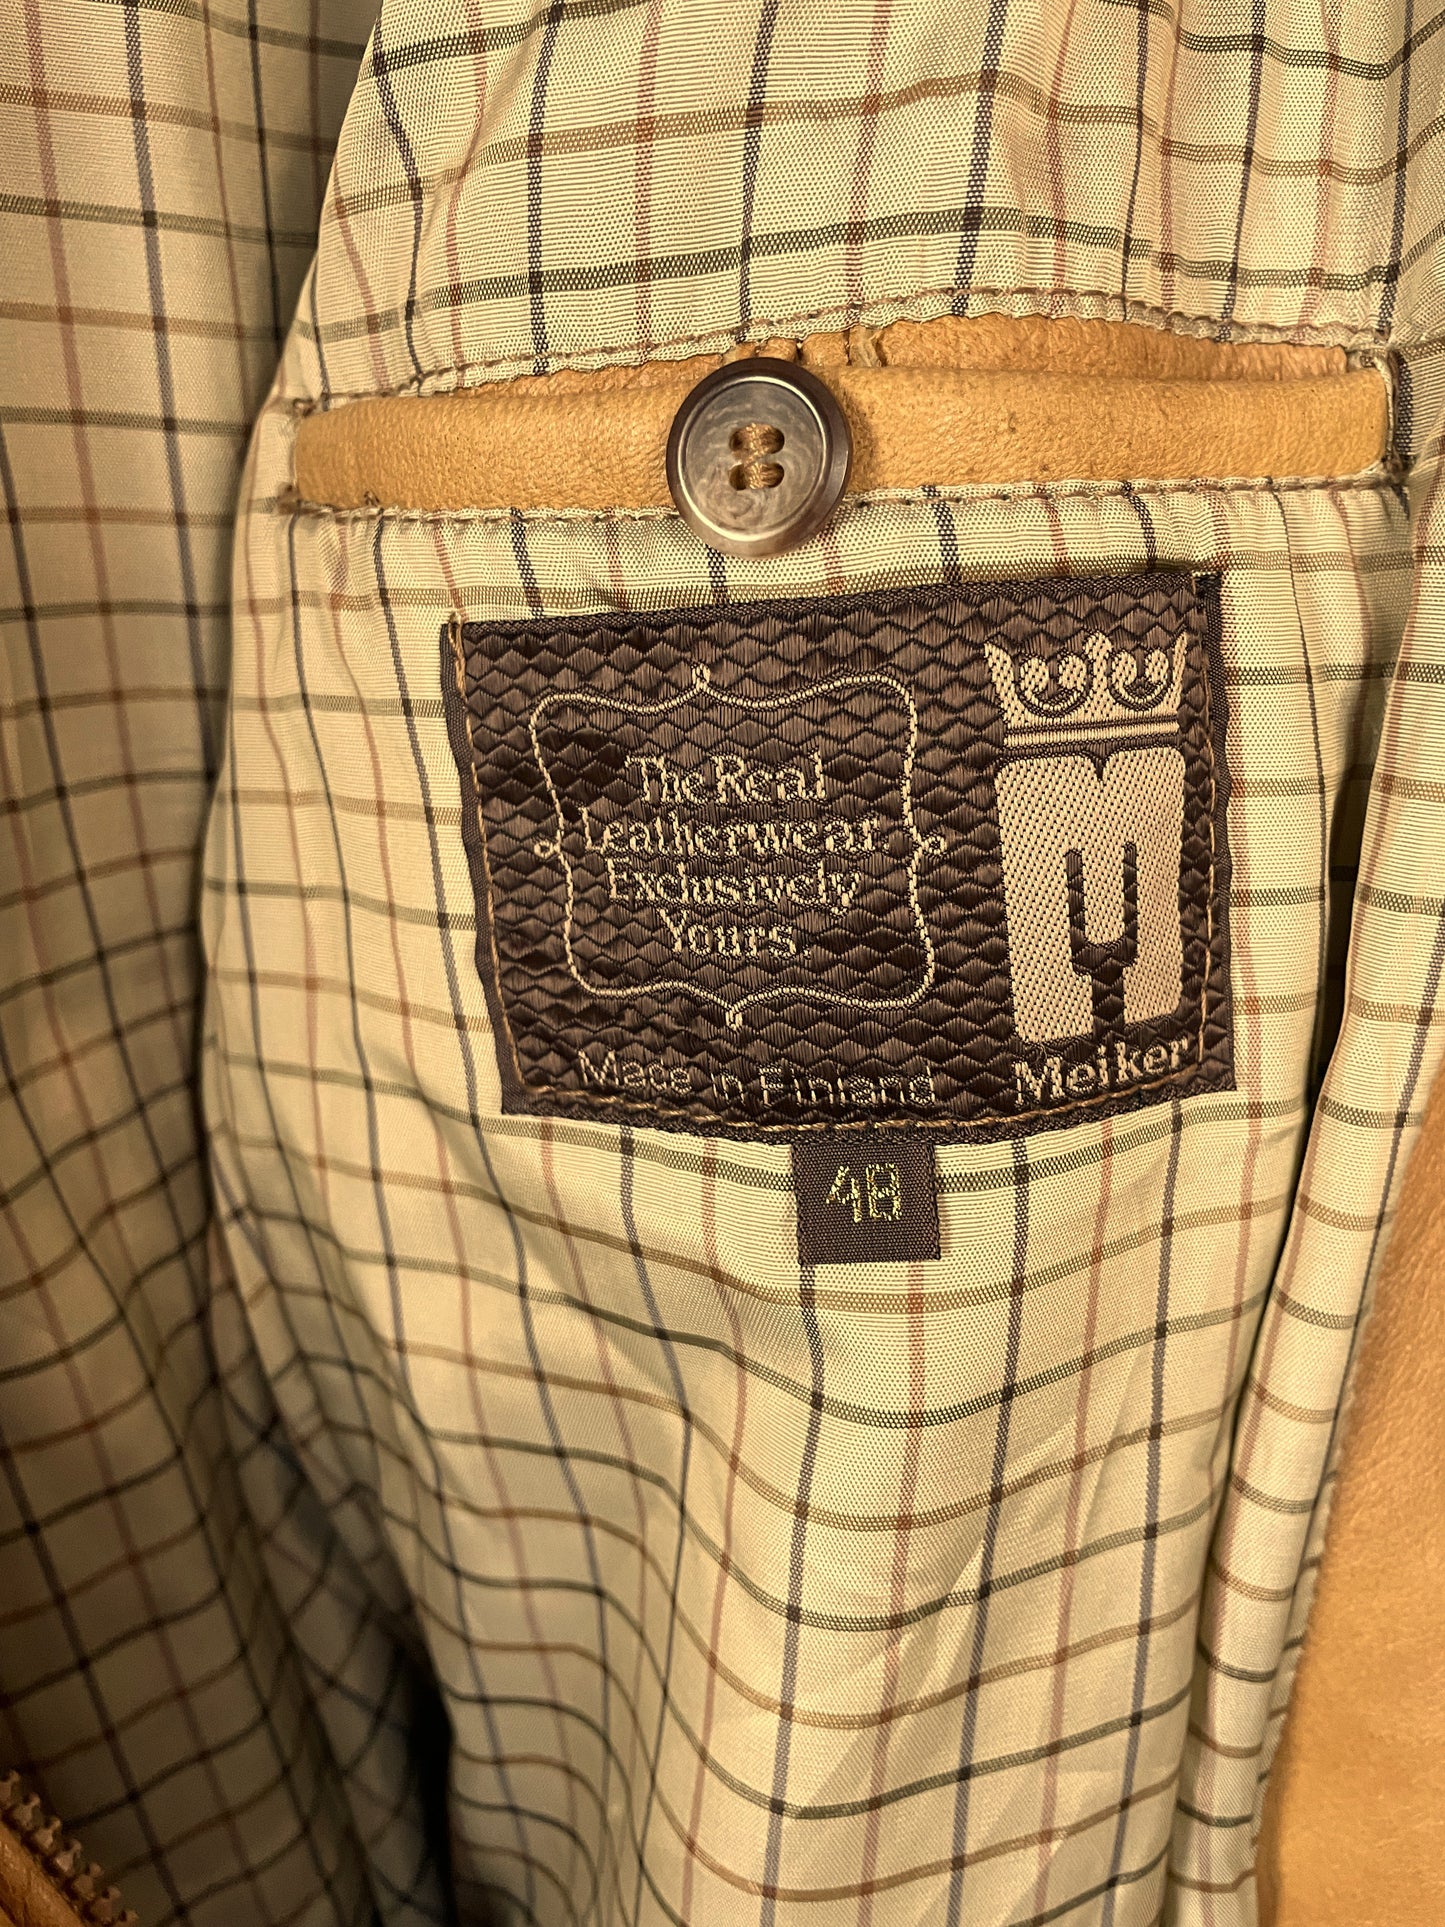 The Real
Leatherwear
Exclusively
Yours.
Made in Finland
Meiker
48